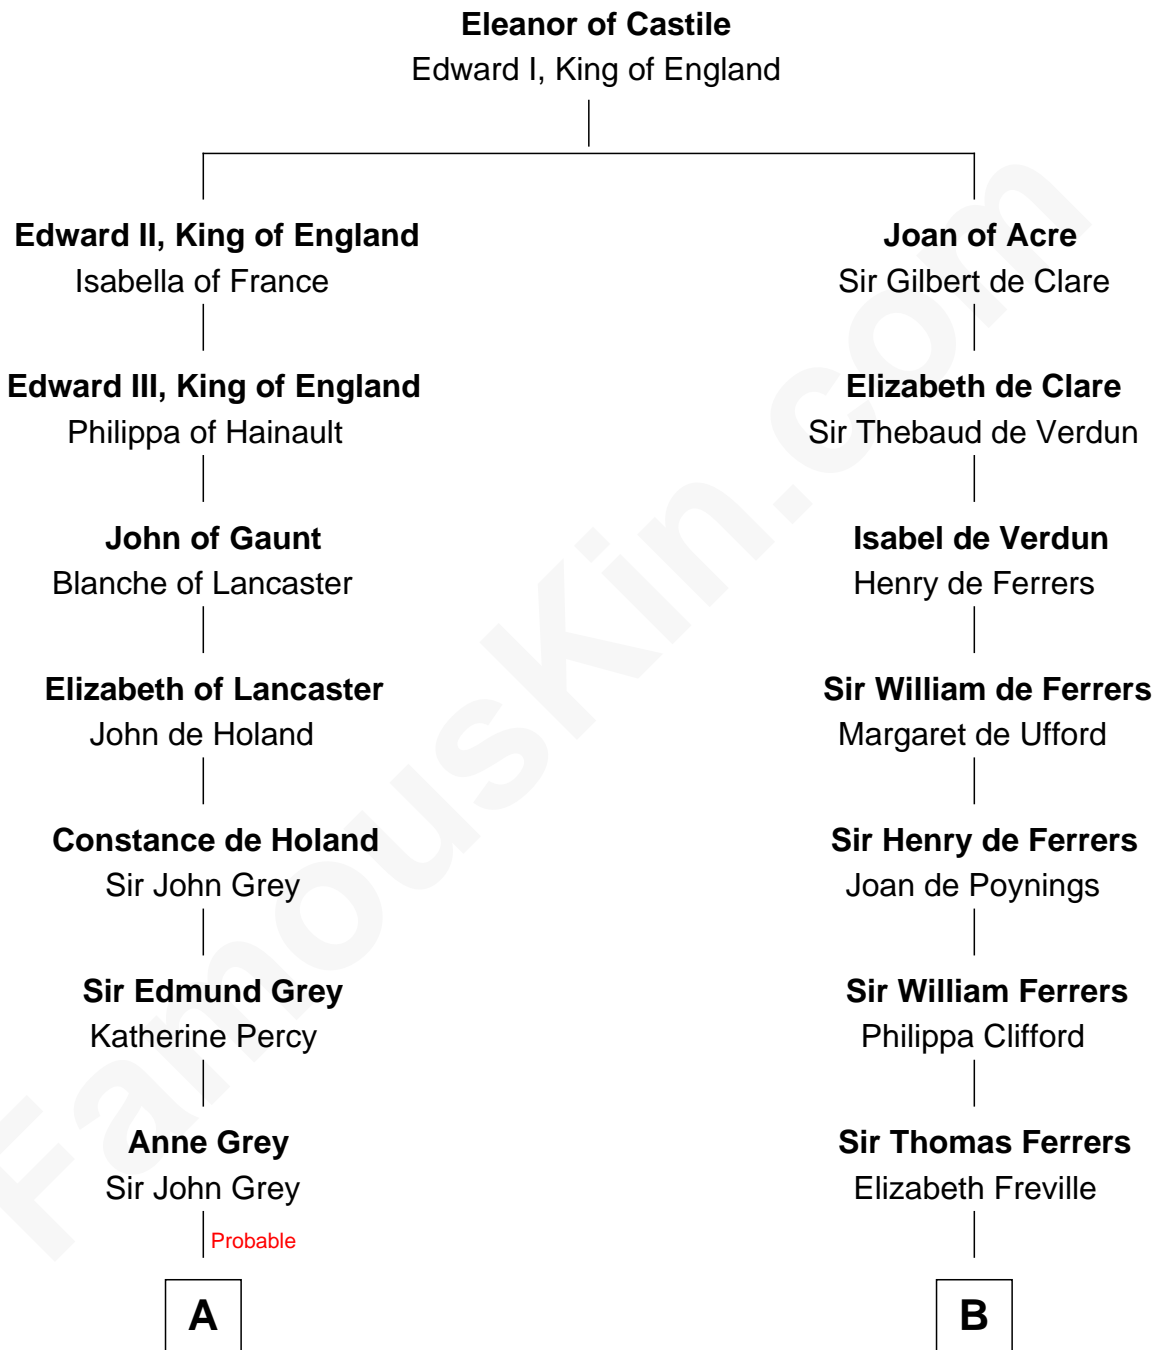 Eleanor of Castile
Edward I, King of England
Edward II, King of England
Isabella of France
Edward III, King of England
Philippa of Hainault
John of Gaunt
Blanche of Lancaster
Elizabeth of Lancaster
John de Holand
Constance de Holand
Sir John Grey
Sir Edmund Grey
Katherine Percy
Anne Grey
Sir John Grey
Probable
A
Joan of Acre
Sir Gilbert de Clare
Elizabeth de Clare
Sir Thebaud de Verdun
Isabel de Verdun
Henry de Ferrers
Sir William de Ferrers
Margaret de Ufford
Sir Henry de Ferrers
Joan de Poynings
Sir William Ferrers
Philippa Clifford
Sir Thomas Ferrers
Elizabeth Freville
B
FamousKin.com